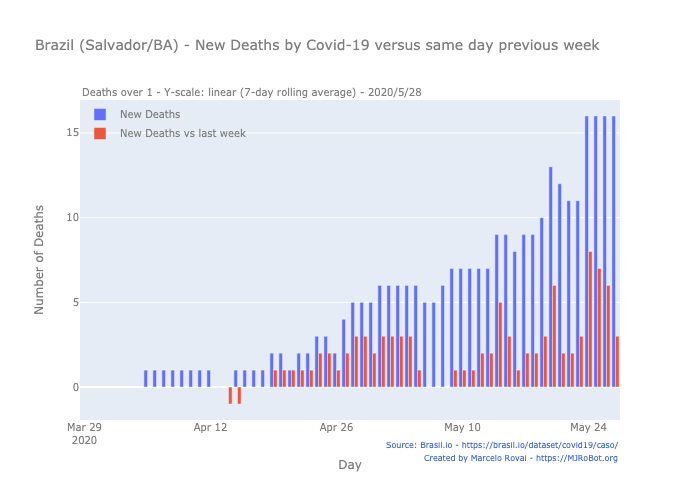 Brazil (Salvador/BA) - New Deaths by Covid-19 versus same day previous week
Deaths over 1 - Y-scale: linear (7-day rolling average) - 2020/5/28
New Deaths
New Deaths vs last week
15
10
5
0
Number of Deaths
Mar 29
2020
Apr 12
Apr 26
May 10
May 24
Day
Source: Brasil.io - https://brasil.io/dataset/covid19/caso/
Created by Marcelo Rovai - https://MJRoBot.org